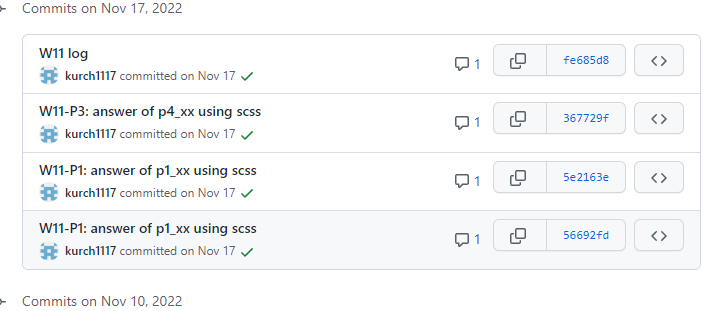 Commits on Nov 17, 2022
W11 log
kurch1117 committed on Nov 17
1
fe685d8
W11-P3: answer of p4_xx using scss
kurch1117 committed on Nov 17
1
367729f
W11-P1: answer of p1_xx using scss
kurch1117 committed on Nov 17
1
5e2163e
W11-P1: answer of p1_xx using scss
kurch1117 committed on Nov 17
1
56692fd
Commits on Nov 10, 2022